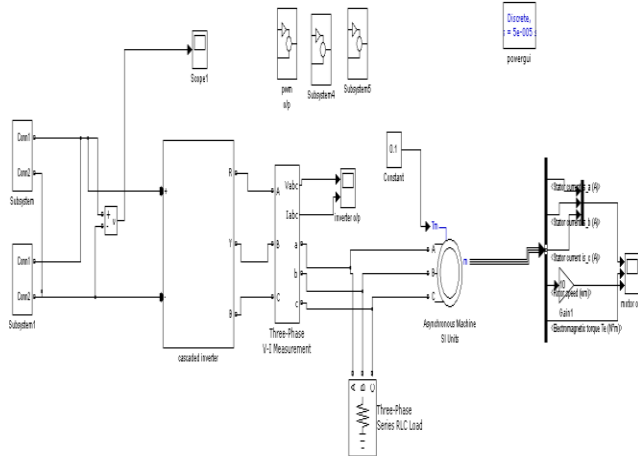 Discrete,
s = 5e-005 s
powergui
Scope1
pwm
o/p
Subsystem4
Subsystem5
Conn1
Conn2
Subsystem
Conn1
Conn2
Subsystem1
+
-
v
+
-
R
Y
B
cascaded inverter
A
B
C
Vabc
Iabc
a
b
c
Three-Phase
V-I Measurement
inverter o/p
0.1
Constant
Tm
A
B
C
m
Asynchronous Machine
SI Units
A
B
C
Three-Phase
Series RLC Load
<Stator current is_a (A)>
<Stator current is_b (A)>
<Stator current is_c (A)>
<Rotor speed (wm)>
Gain1
<Electromagnetic torque Te (N*m)>
motor o